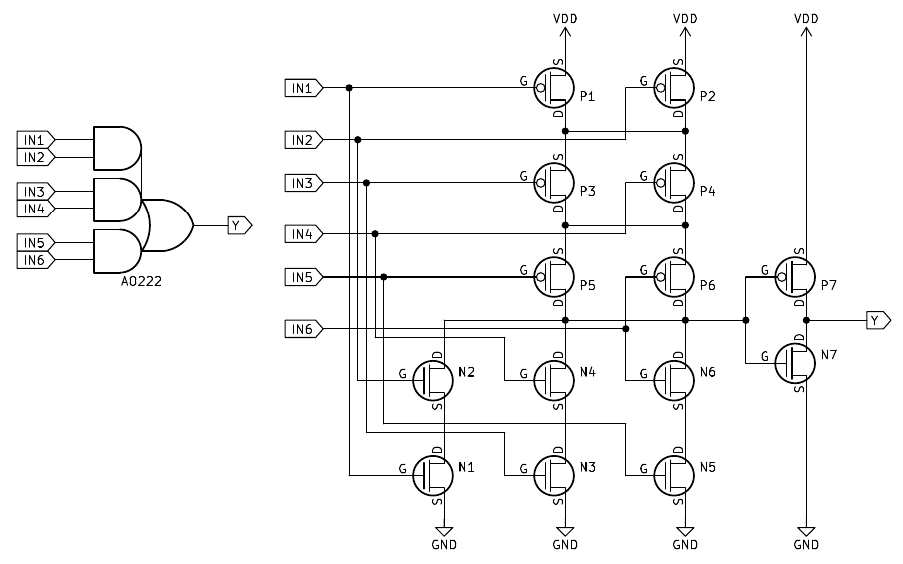 VDD VDD VDD
S S
IN1 G P1 G P2
D D
IN1 IN2
IN2
S S
IN3 IN3 G P3 G P4
IN4
D D
Y
IN4
IN5 S S S
IN6
IN5 G P5 G P6 G P7
AO222
D D D
IN6 Y
D D D D
G N2 G N4 G N6 G N7
S S S S
D D D
G N1 G N3 G N5
S S S
GND GND GND GND